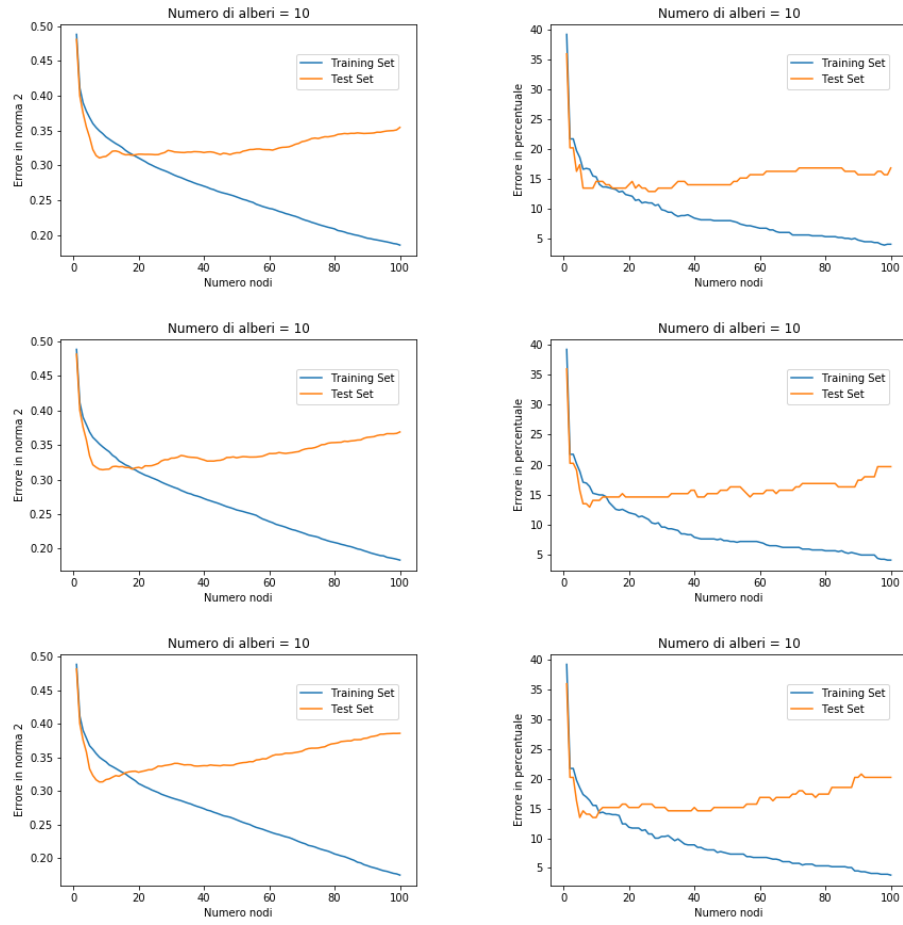 Numero di alberi = 10
0.50
0.45
0.40
0.35
0.30
0.25
0.20
Errore in norma 2
Training Set
Test Set
0 20 40 60 80 100
Numero nodi
Numero di alberi = 10
40
35
30
25
20
15
10
5
Errore in percentuale
Training Set
Test Set
0 20 40 60 80 100
Numero nodi
Numero di alberi = 10
0.50
0.45
0.40
0.35
0.30
0.25
0.20
Errore in norma 2
Training Set
Test Set
0 20 40 60 80 100
Numero nodi
Numero di alberi = 10
40
35
30
25
20
15
10
5
Errore in percentuale
Training Set
Test Set
0 20 40 60 80 100
Numero nodi
Numero di alberi = 10
0.50
0.45
0.40
0.35
0.30
0.25
0.20
Errore in norma 2
Training Set
Test Set
0 20 40 60 80 100
Numero nodi
Numero di alberi = 10
40
35
30
25
20
15
10
5
Errore in percentuale
Training Set
Test Set
0 20 40 60 80 100
Numero nodi